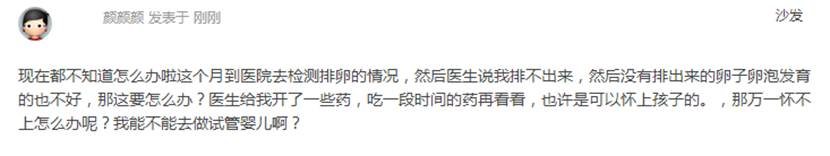 颜颜颜 发表于 刚刚 沙发
现在都不知道怎么办啦这个月到医院去检测排卵的情况，然后医生说我排不出来，然后没有排出来的卵子卵泡发育
的也不好，那这要怎么办？医生给我开了一些药，吃一段时间的药再看看，也许是可以怀上孩子的。，那万一怀不
上怎么办呢？我能不能去做试管婴儿啊？